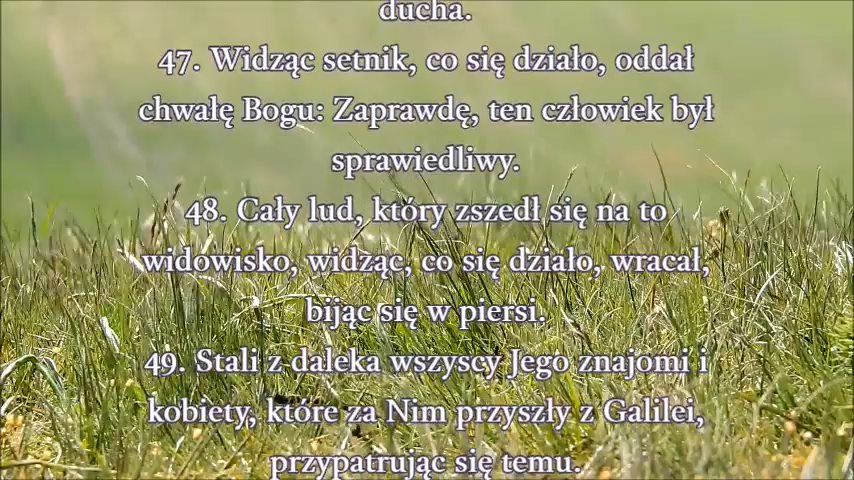 ducha.
47. Widząc setnik, co się działo, oddał
chwałę Bogu: Zaprawdę, ten człowiek był
sprawiedliwy.
48. Cały lud, który zszedł się na to
widowisko, widząc, co się działo, wracał,
bijąc się w piersi.
49. Stali z daleka wszyscy Jego znajomi i
kobiety, które za Nim przyszły z Galilei,
przypatrując się temu.